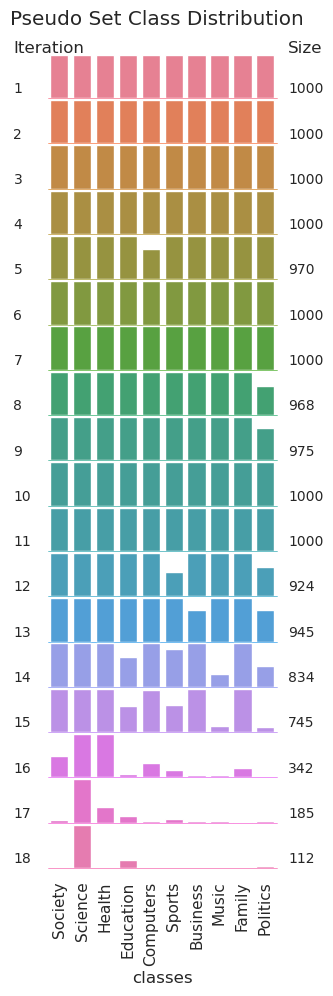 Pseudo Set Class Distribution
Iteration Size
1 1000
2 1000
3 1000
4 1000
5 970
6 1000
7 1000
8 968
9 975
10 1000
11 1000
12 924
13 945
14 834
15 745
16 342
17 185
18 112
Society
Science
Health
Education
Computers
Sports
Business
Music
Family
Politics
classes